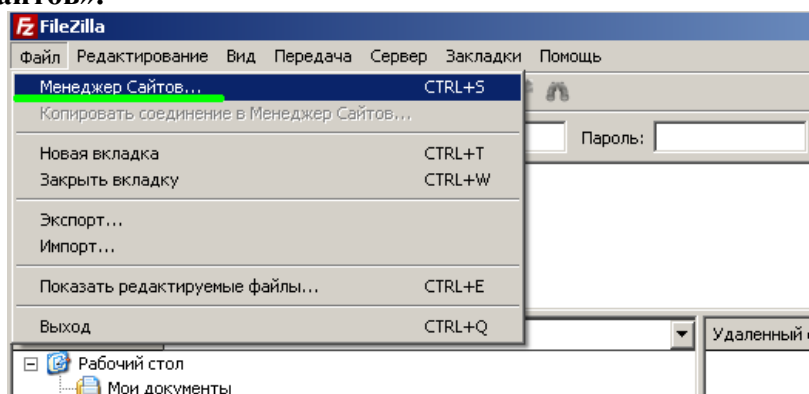 FileZilla
Файл Редактирование Вид Передача Сервер Закладки Помощь
Менеджер Сайтов... CTRL+S
Копировать соединение в Менеджер Сайтов...
Пароль:
Новая вкладка CTRL+T
Закрыть вкладку CTRL+W
Экспорт...
Импорт...
Показать редактируемые файлы... CTRL+E
Выход CTRL+Q
Удаленный
Рабочий стол
Мои документы